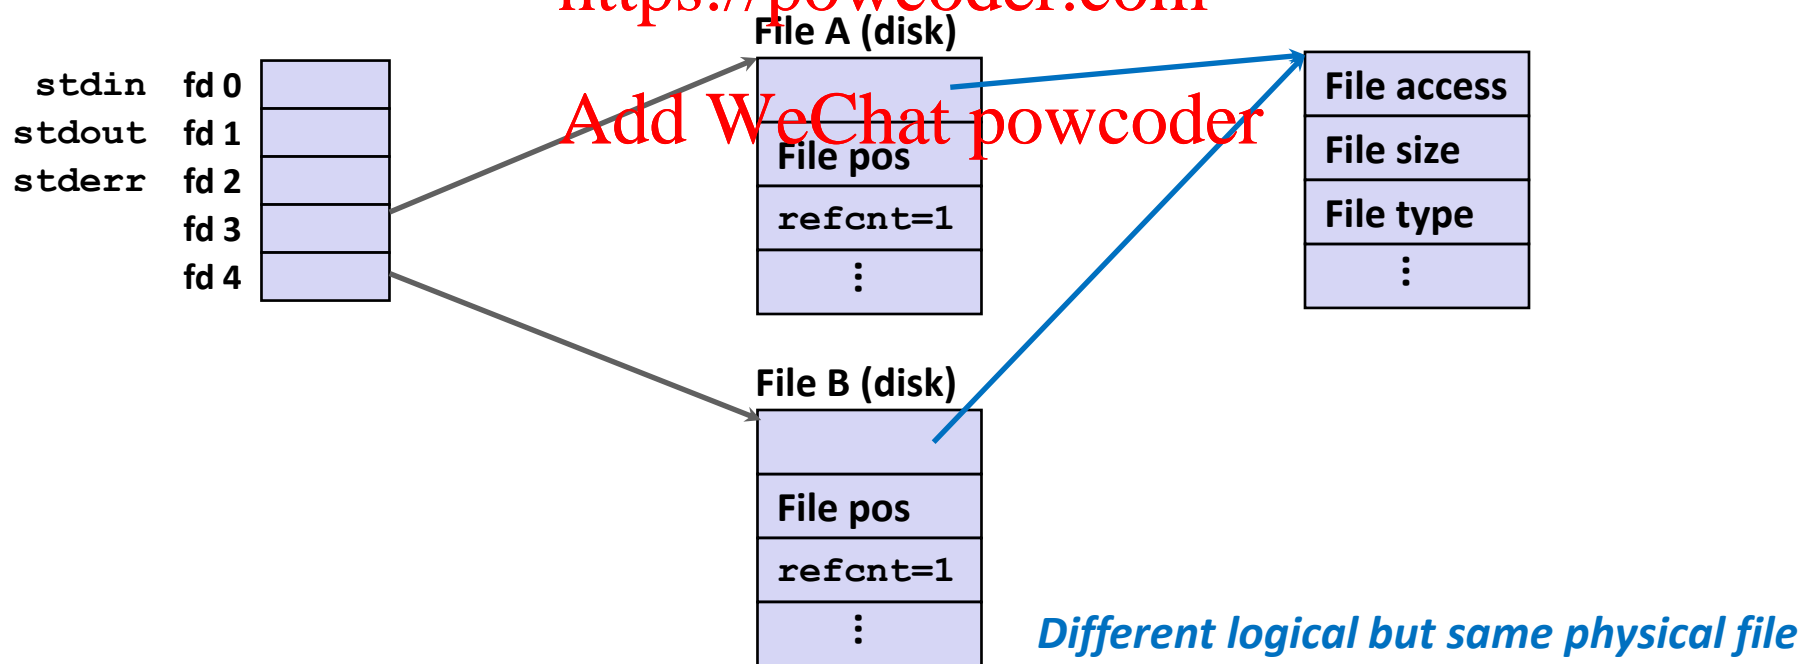 https://powcoder.com
File A (disk)
stdin fd 0
stdout fd 1
stderr fd 2
fd 3
fd 4
Add WeChat powcoder
File pos
refcnt=1
⋮
File access
File size
File type
⋮
File B (disk)
File pos
refcnt=1
⋮
Different logical but same physical file